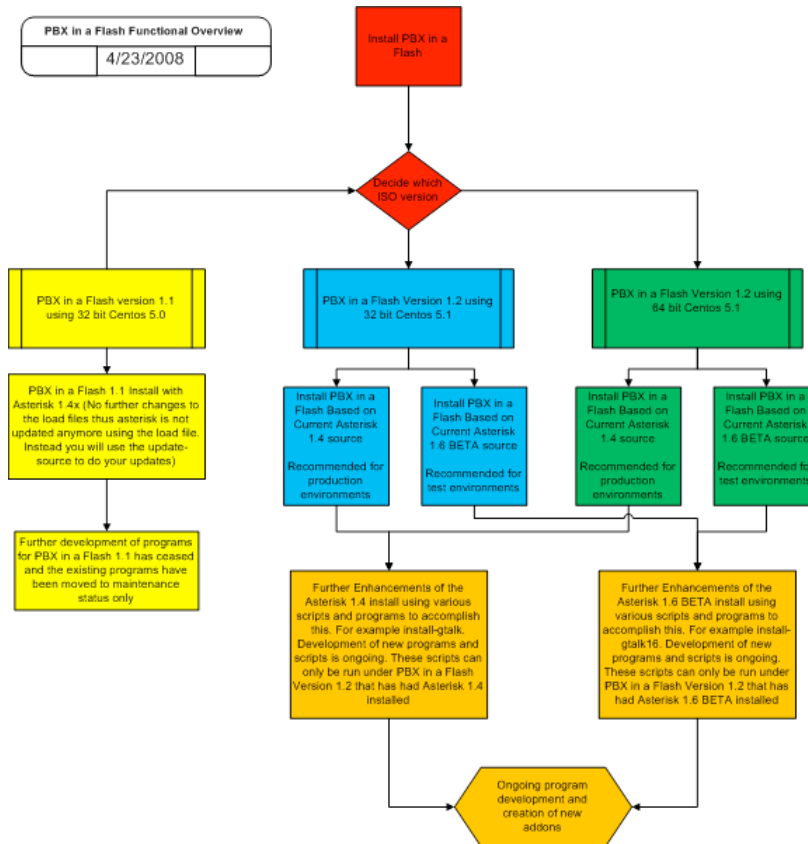 PBX in a Flash Functional Overview
4/23/2008
Install PBX in a
Flash
Decide which
ISO version
PBX in a Flash version 1.1
using 32 bit Centos 5.0
PBX in a Flash Version 1.2 using
32 bit Centos 5.1
PBX in a Flash Version 1.2 using
64 bit Centos 5.1
PBX in a Flash 1.1 Install with
Asterisk 1.4x (No further changes to
the load files thus asterisk is not
updated anymore using the load file.
Instead you will use the update-
source to do your updates)
Install PBX in a
Flash Based on
Current Asterisk
1.4 source
Recommended for
production
environments
Install PBX in a
Flash Based on
Current Asterisk
1.6 BETA source
Recommended for
test environments
Install PBX in a
Flash Based on
Current Asterisk
1.4 source
Recommended for
production
environments
Install PBX in a
Flash Based on
Current Asterisk
1.6 BETA source
Recommended for
test environments
Further development of programs
for PBX in a Flash 1.1 has ceased
and the existing programs have
been moved to maintenance
status only
Further Enhancements of the
Asterisk 1.4 install using various
scripts and programs to accomplish
this. For example install-gtalk.
Development of new programs and
scripts is ongoing. These scripts can
only be run under PBX in a Flash
Version 1.2 that has had Asterisk 1.4
installed
Further Enhancements of the
Asterisk 1.6 BETA install using
various scripts and programs to
accomplish this. For example install-
gtalk16. Development of new
programs and scripts is ongoing.
These scripts can only be run under
PBX in a Flash Version 1.2 that has
had Asterisk 1.6 BETA installed
Ongoing program
development and
creation of new
addons